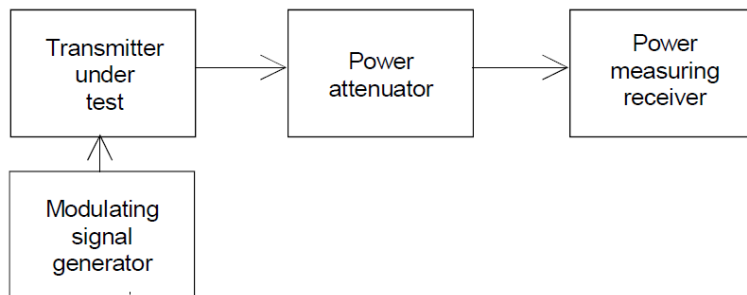 Transmitter
under
test
Power
attenuator
Power
measuring
receiver
Modulating
signal
generator